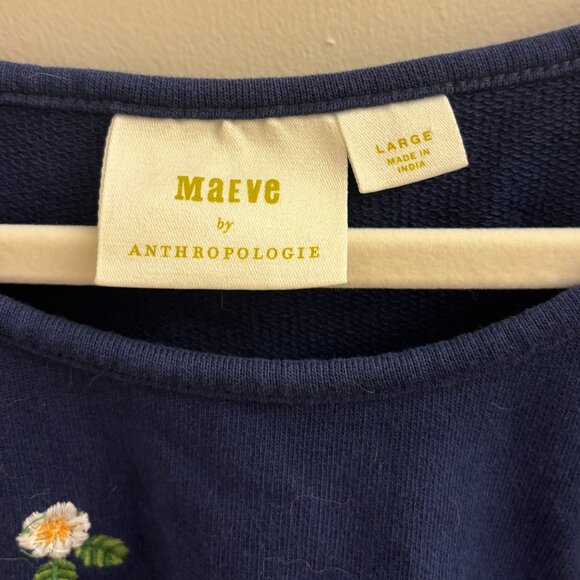 MaEVe
by
ANTHROPOLOGIE
LARGE
MADE IN
INDIA